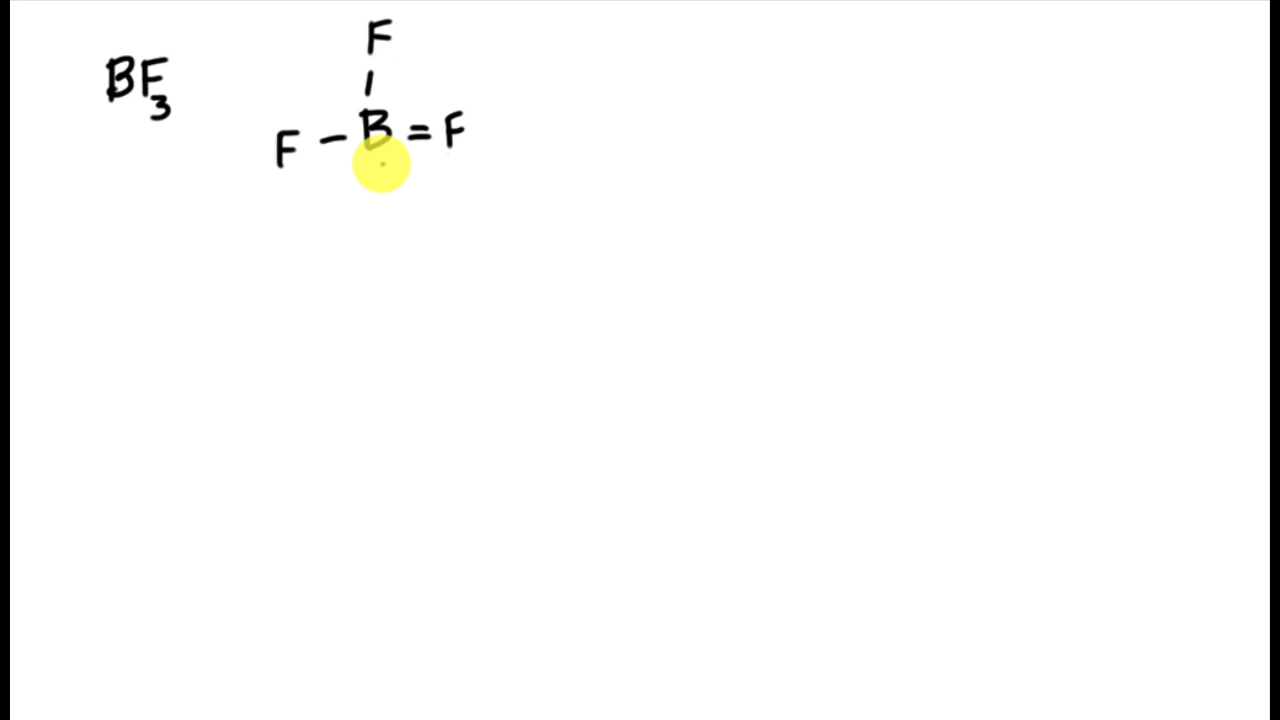 F
BF₃
F – B = F